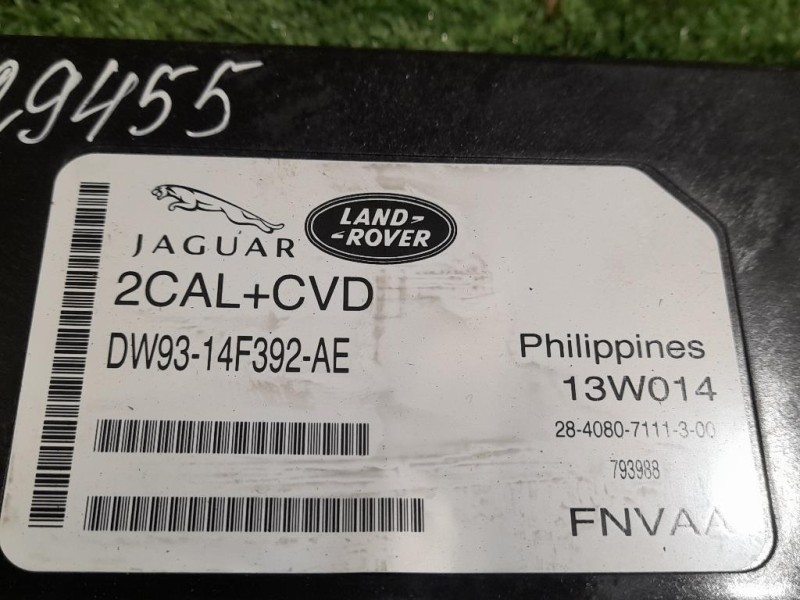 29455
JAGUAR
LAND-
-ROVER
2CAL+CVD
DW93-14F392-AE
Philippines
13W014
28-4080-7111-3-00
793988
FNVAA